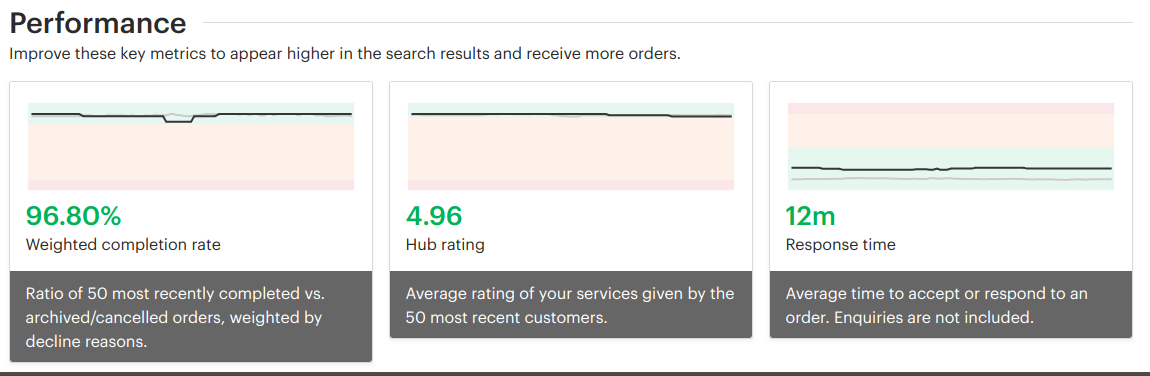 Performance
Improve these key metrics to appear higher in the search results and receive more orders.
96.80%
Weighted completion rate
Ratio of 50 most recently completed vs.
archived/cancelled orders, weighted by
decline reasons.
4.96
Hub rating
Average rating of your services given by the
50 most recent customers.
12m
Response time
Average time to accept or respond to an
order. Enquiries are not included.